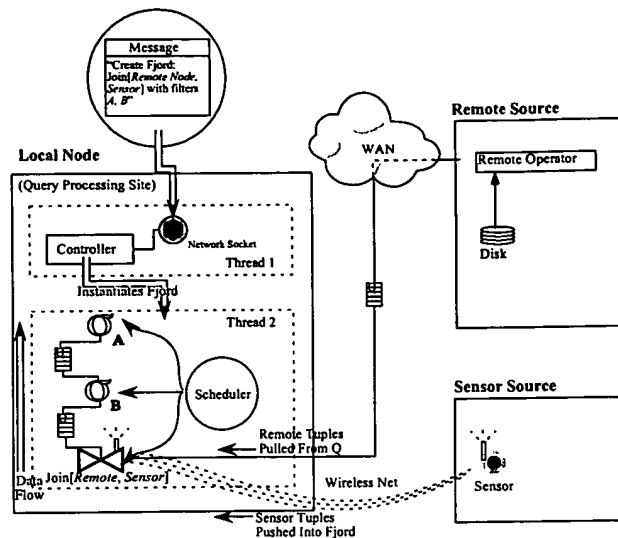 Message
"Create Fjord:
Join[Remote Node,
Sensor] with filters
A, B"
Local Node
(Query Processing Site)
Controller
Network Socket
Thread 1
Instantiates Fjord
Thread 2
A
B
Scheduler
Join[Remote, Sensor]
Data
Flow
Remote Tuples
Pulled From Q
Wireless Net
Sensor Tuples
Pushed Into Fjord
WAN
Remote Source
Remote Operator
Disk
Sensor Source
Sensor